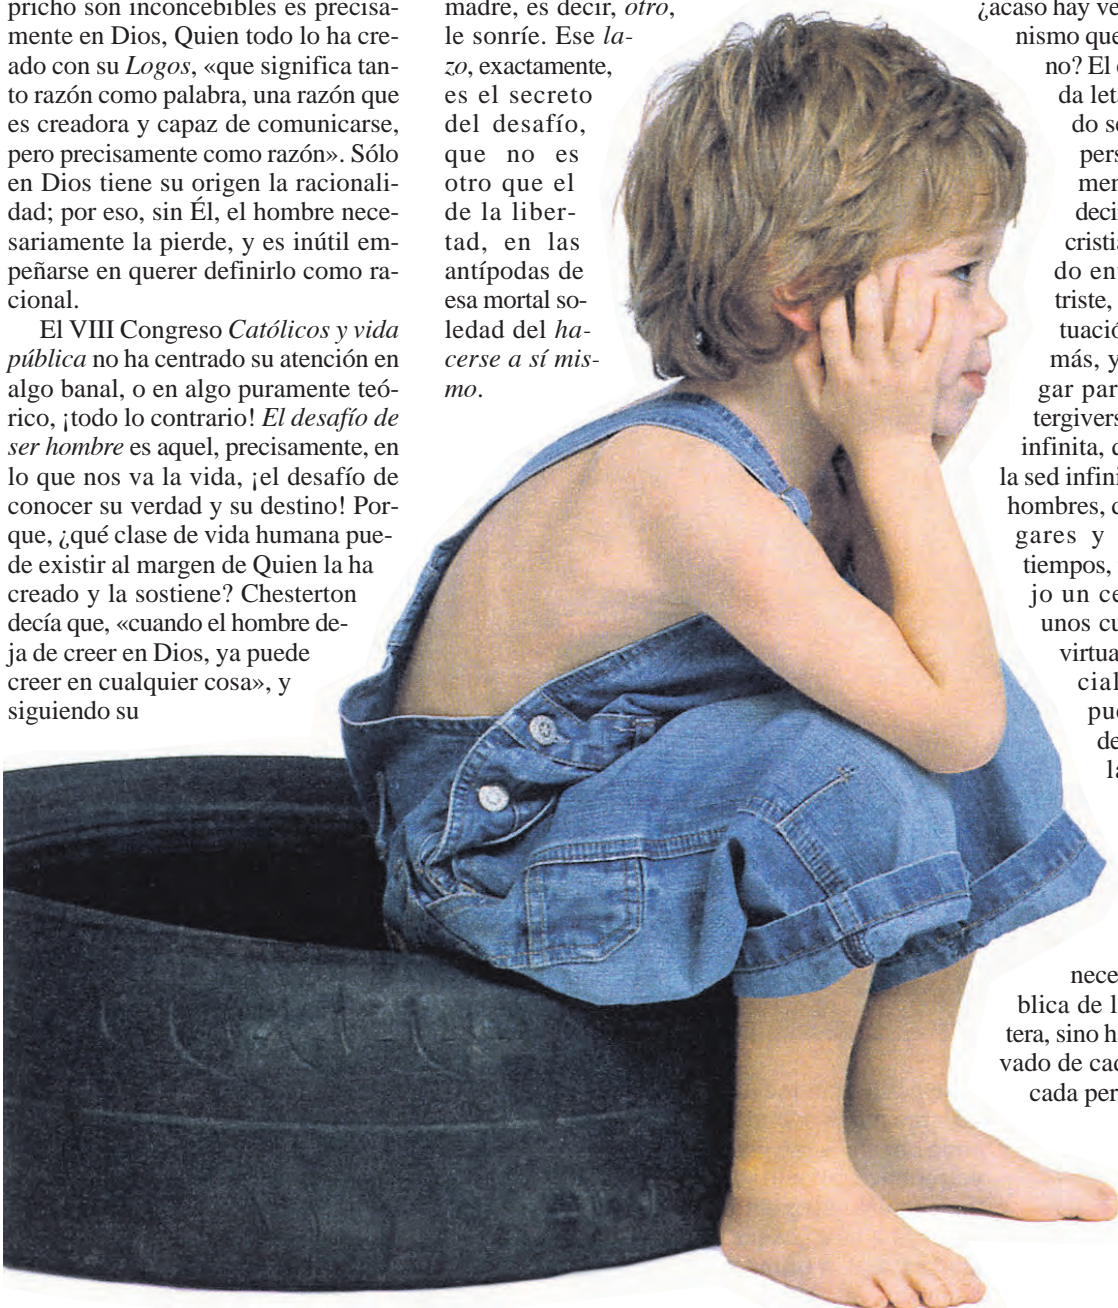 pricho son inconcebibles es precisa-
mente en Dios, Quien todo lo ha cre-
ado con su Logos, «que significa tan-
to razón como palabra, una razón que
es creadora y capaz de comunicarse,
pero precisamente como razón». Sólo
en Dios tiene su origen la racionali-
dad; por eso, sin Él, el hombre nece-
sariamente la pierde, y es inútil em-
peñarse en querer definirlo como ra-
cional.
El VIII Congreso Católicos y vida
pública no ha centrado su atención en
algo banal, o en algo puramente teó-
rico, ¡todo lo contrario! El desafío de
ser hombre es aquel, precisamente, en
lo que nos va la vida, ¡el desafío de
conocer su verdad y su destino! Por-
que, ¿qué clase de vida humana pue-
de existir al margen de Quien la ha
creado y la sostiene? Chesterton
decía que, «cuando el hombre de-
ja de creer en Dios, ya puede
creer en cualquier cosa», y
siguiendo su
madre, es decir, otro,
le sonríe. Ese la-
zo, exactamente,
es el secreto
del desafío,
que no es
otro que el
de la liber-
tad, en las
antípodas de
esa mortal so-
ledad del ha-
cerse a sí mis-
mo.
¿acaso hay ve
nismo que
no? El
da let
do s
pers
men
deci
cristi
do en
triste,
tuació
más, y
gar par
tergivers
infinita,
la sed infini
hombres,
gares y
tiempos,
jo un ce
unos cu
virtua
cial
pu
de
la
nece
blica de l
tera, sino h
vado de cad
cada per